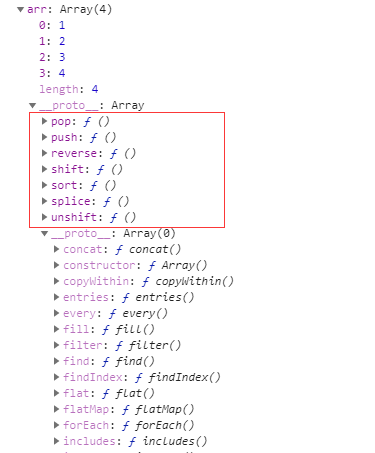 arr: Array(4)
0: 1
1: 2
2: 3
3: 4
length: 4
__proto__: Array
pop: ƒ ()
push: ƒ ()
reverse: ƒ ()
shift: ƒ ()
sort: ƒ ()
splice: ƒ ()
unshift: ƒ ()
__proto__: Array(0)
concat: ƒ concat()
constructor: ƒ Array()
copyWithin: ƒ copyWithin()
entries: ƒ entries()
every: ƒ every()
fill: ƒ fill()
filter: ƒ filter()
find: ƒ find()
findIndex: ƒ findIndex()
flat: ƒ flat()
flatMap: ƒ flatMap()
forEach: ƒ forEach()
includes: ƒ includes()